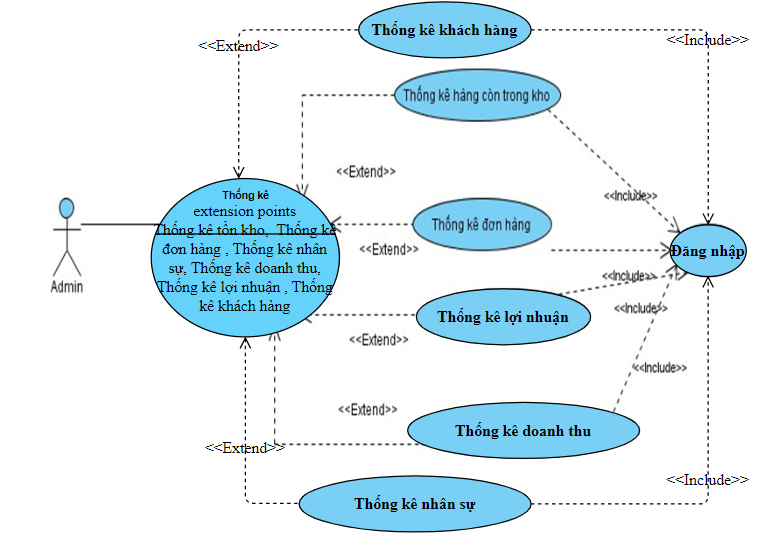 Thống kê khách hàng
<<Extend>>
<<Include>>
Thống kê hàng còn trong kho
<<Extend>>
<<Include>>
Thống kê
extension points
Thống kê tồn kho, Thống kê
đơn hàng , Thống kê nhân
sự, Thống kê doanh thu,
Thống kê lợi nhuận , Thống
kê khách hàng
Thống kê đơn hàng
<<Extend>>
Đăng nhập
<<Include>>
Admin
Thống kê lợi nhuận
<<Include>>
<<Extend>>
<<Include>>
<<Extend>>
Thống kê doanh thu
<<Extend>>
<<Include>>
Thống kê nhân sự